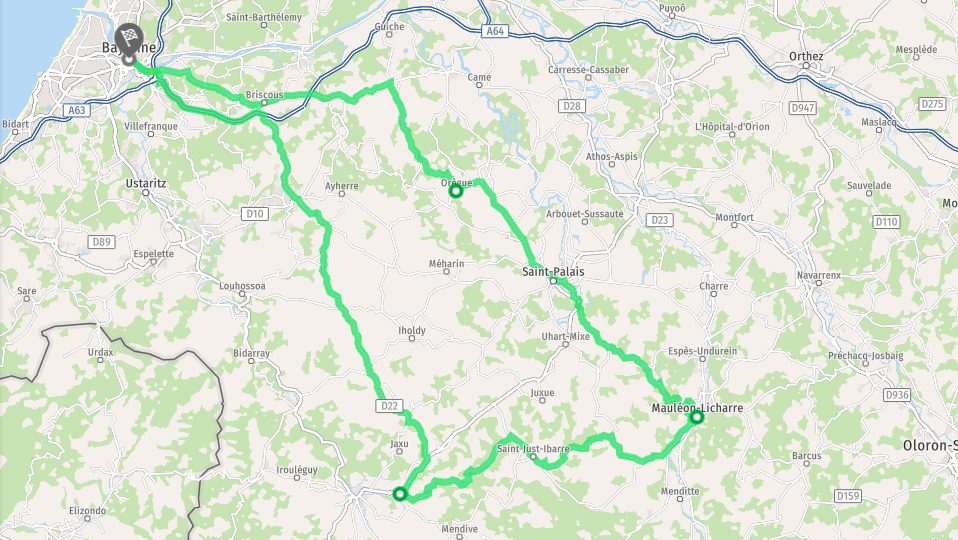 Puyoô
Saint-Barthélemy
Guiche
A64
Orthez
Mesplède
Came
Carresse-Cassaber
Briscous
A63
D28
D947
D275
Bidart
Villefranque
L'Hôpital-d'Orion
Maslacq
Athos-Aspis
Ustaritz
Ayherre
Orègue
Sauvelade
D10
Arbouet-Sussaute
D23
Montfort
D110
D89
Espelette
Méharin
Saint-Palais
Navarrenx
Sare
Louhossoa
Charre
Iholdy
Uhart-Mixe
Urdax
Bidarray
Espès-Undurein
Préchacq-Josbaig
Juxue
D936
D22
Mauléon-Licharre
Jaxu
Saint-Just-Ibarre
Oloron-S
Barcus
Irouléguy
Menditte
D159
Elizondo
Mendive